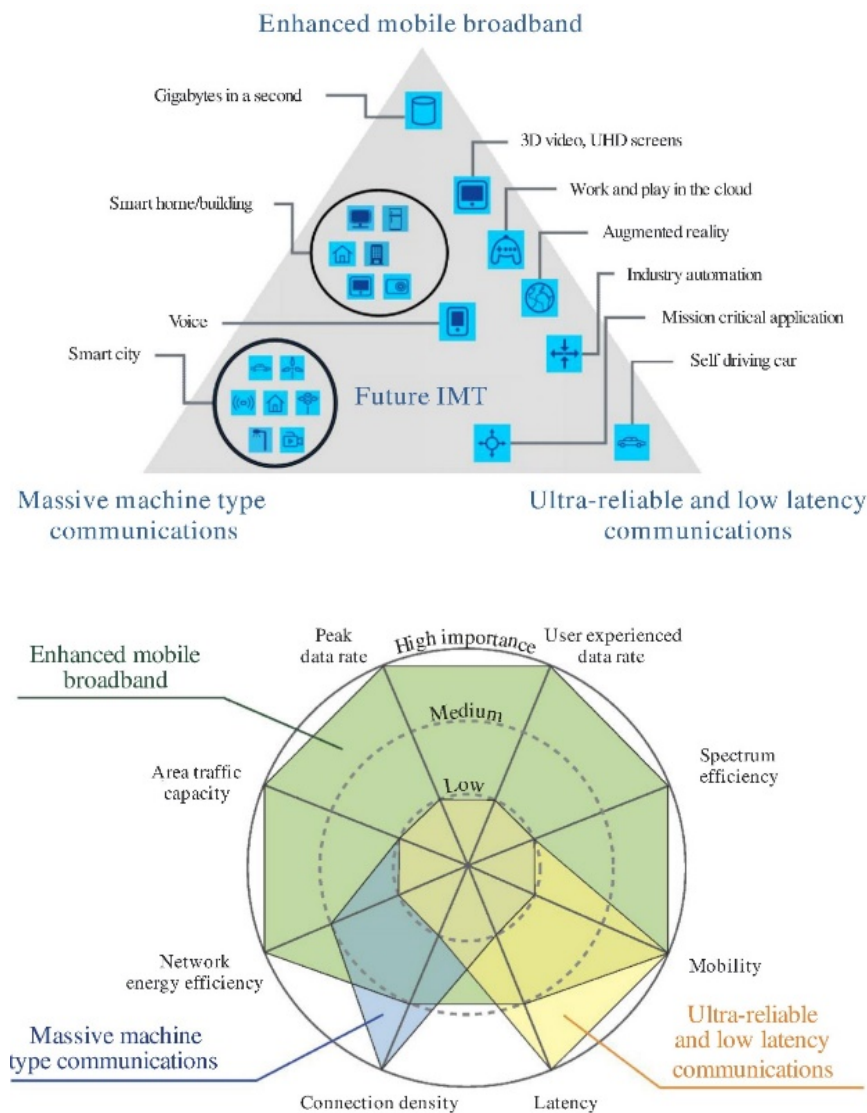 Enhanced mobile broadband
Gigabytes in a second
3D video, UHD screens
Smart home/building
Work and play in the cloud
Augmented reality
Industry automation
Voice
Mission critical application
Smart city
Self driving car
Future IMT
Massive machine type
communications
Ultra-reliable and low latency
communications
Peak
data rate
High importance
User experienced
data rate
Enhanced mobile
broadband
Medium
Area traffic
capacity
Low
Spectrum
efficiency
Network
energy efficiency
Mobility
Massive machine
type communications
Ultra-reliable
and low latency
communications
Connection density
Latency